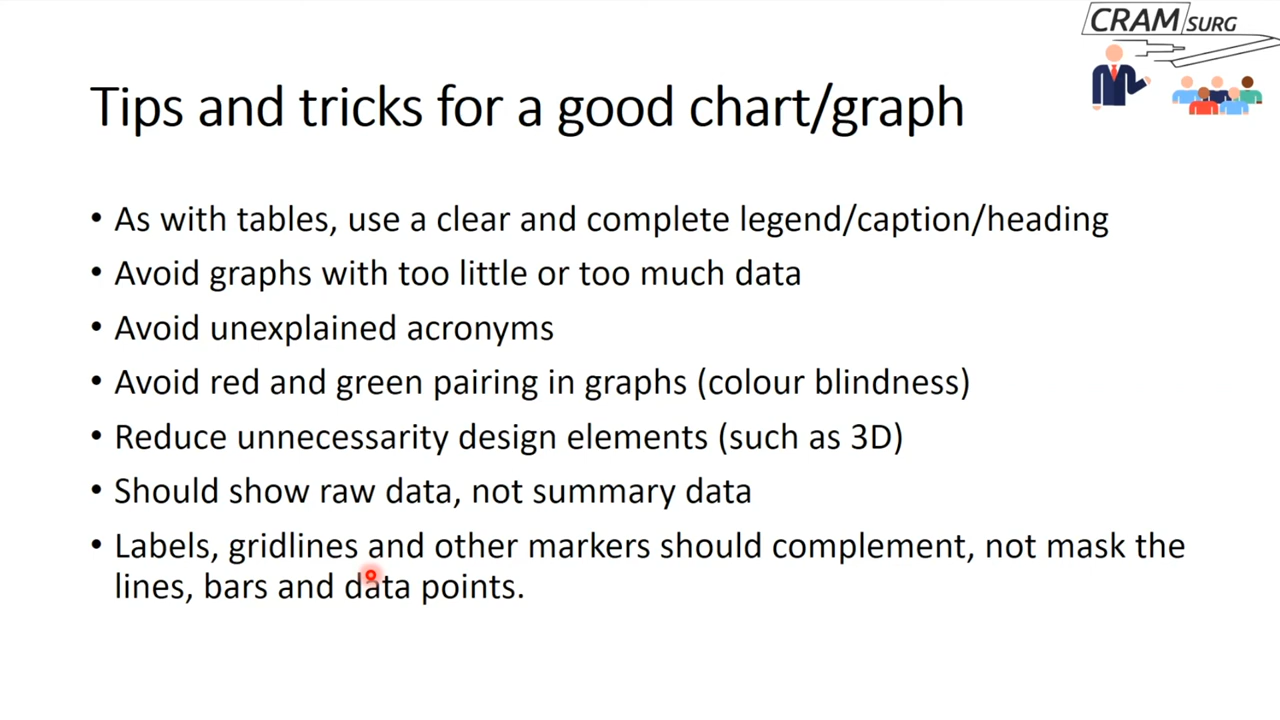 CRAM SURG
Tips and tricks for a good chart/graph
• As with tables, use a clear and complete legend/caption/heading
• Avoid graphs with too little or too much data
• Avoid unexplained acronyms
• Avoid red and green pairing in graphs (colour blindness)
• Reduce unnecessarity design elements (such as 3D)
• Should show raw data, not summary data
• Labels, gridlines and other markers should complement, not mask the
lines, bars and data points.